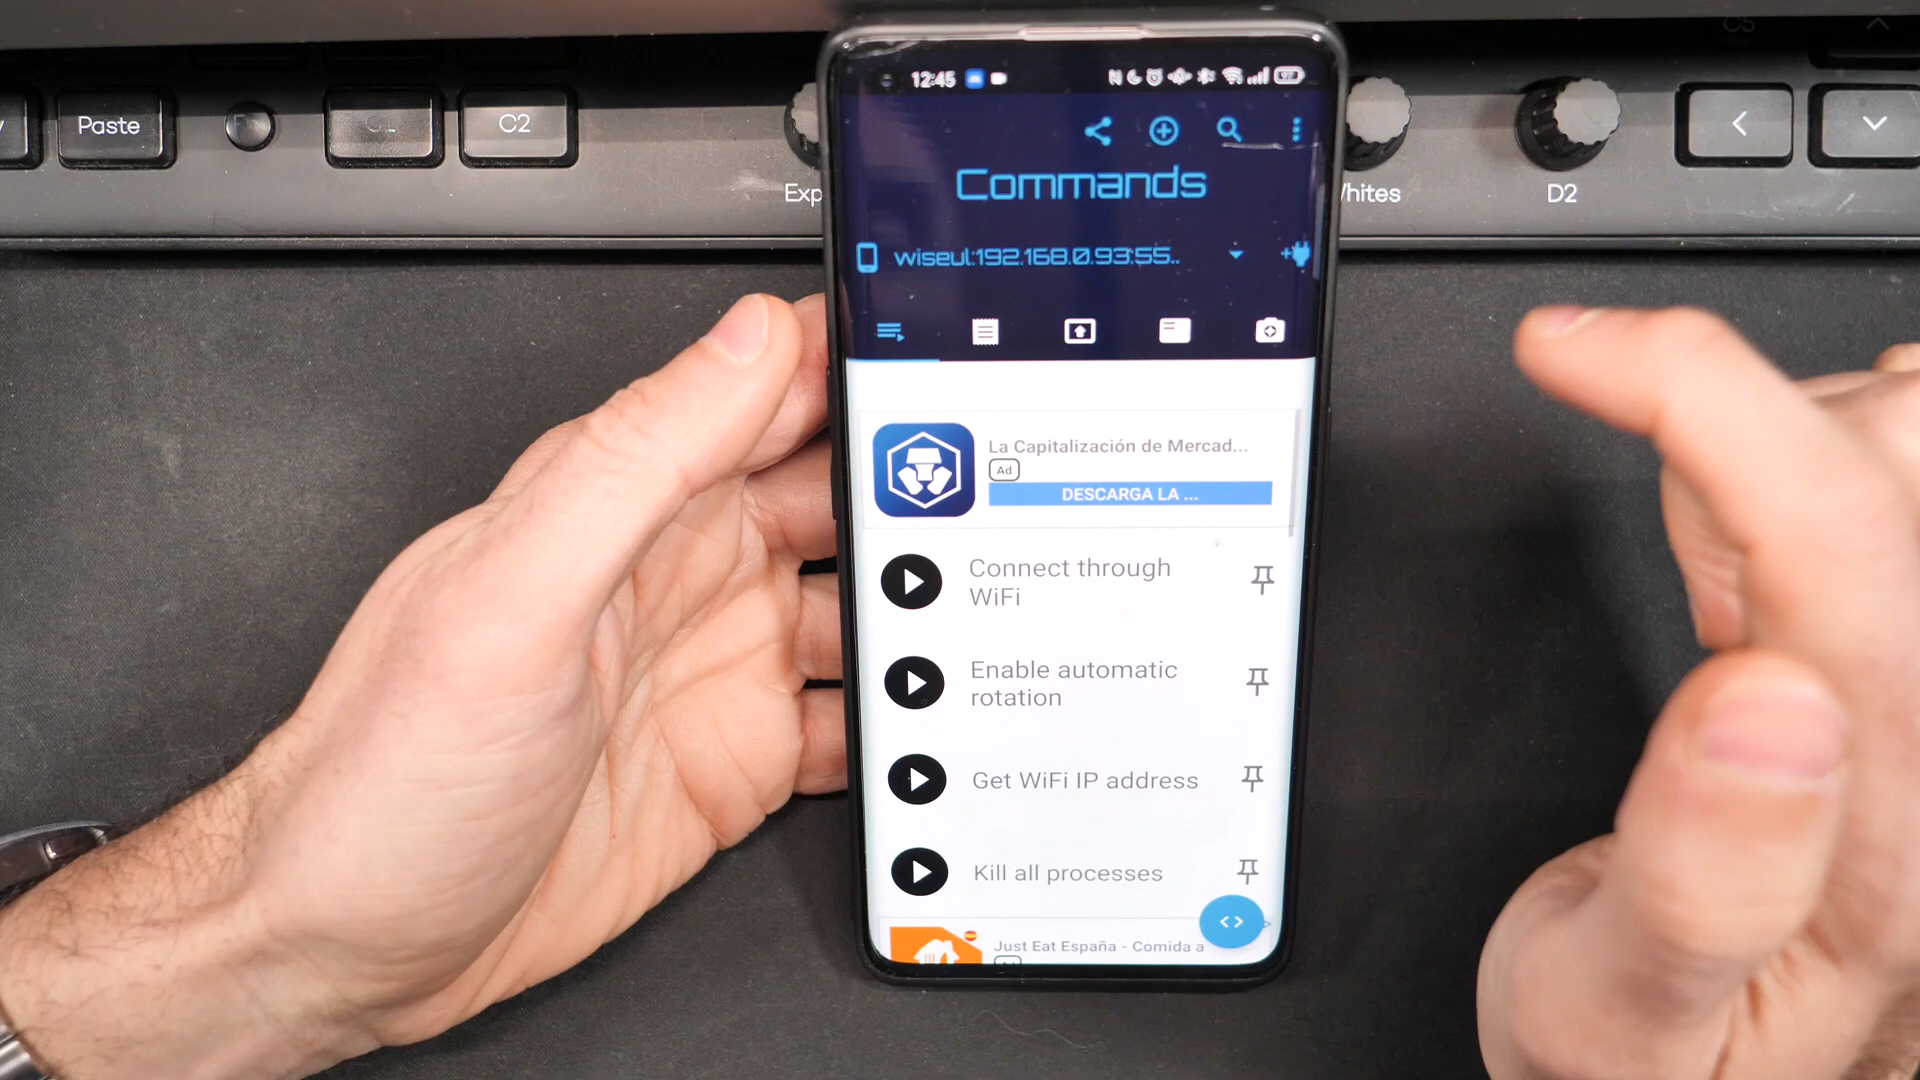 C5
Paste
C2
Exp
hites
D2
12:45
97
Commands
wiseul:192.168.0.93:55..
La Capitalización de Mercad...
Ad
DESCARGA LA ...
Connect through
WiFi
Enable automatic
rotation
Get WiFi IP address
Kill all processes
Just Eat España - Comida a